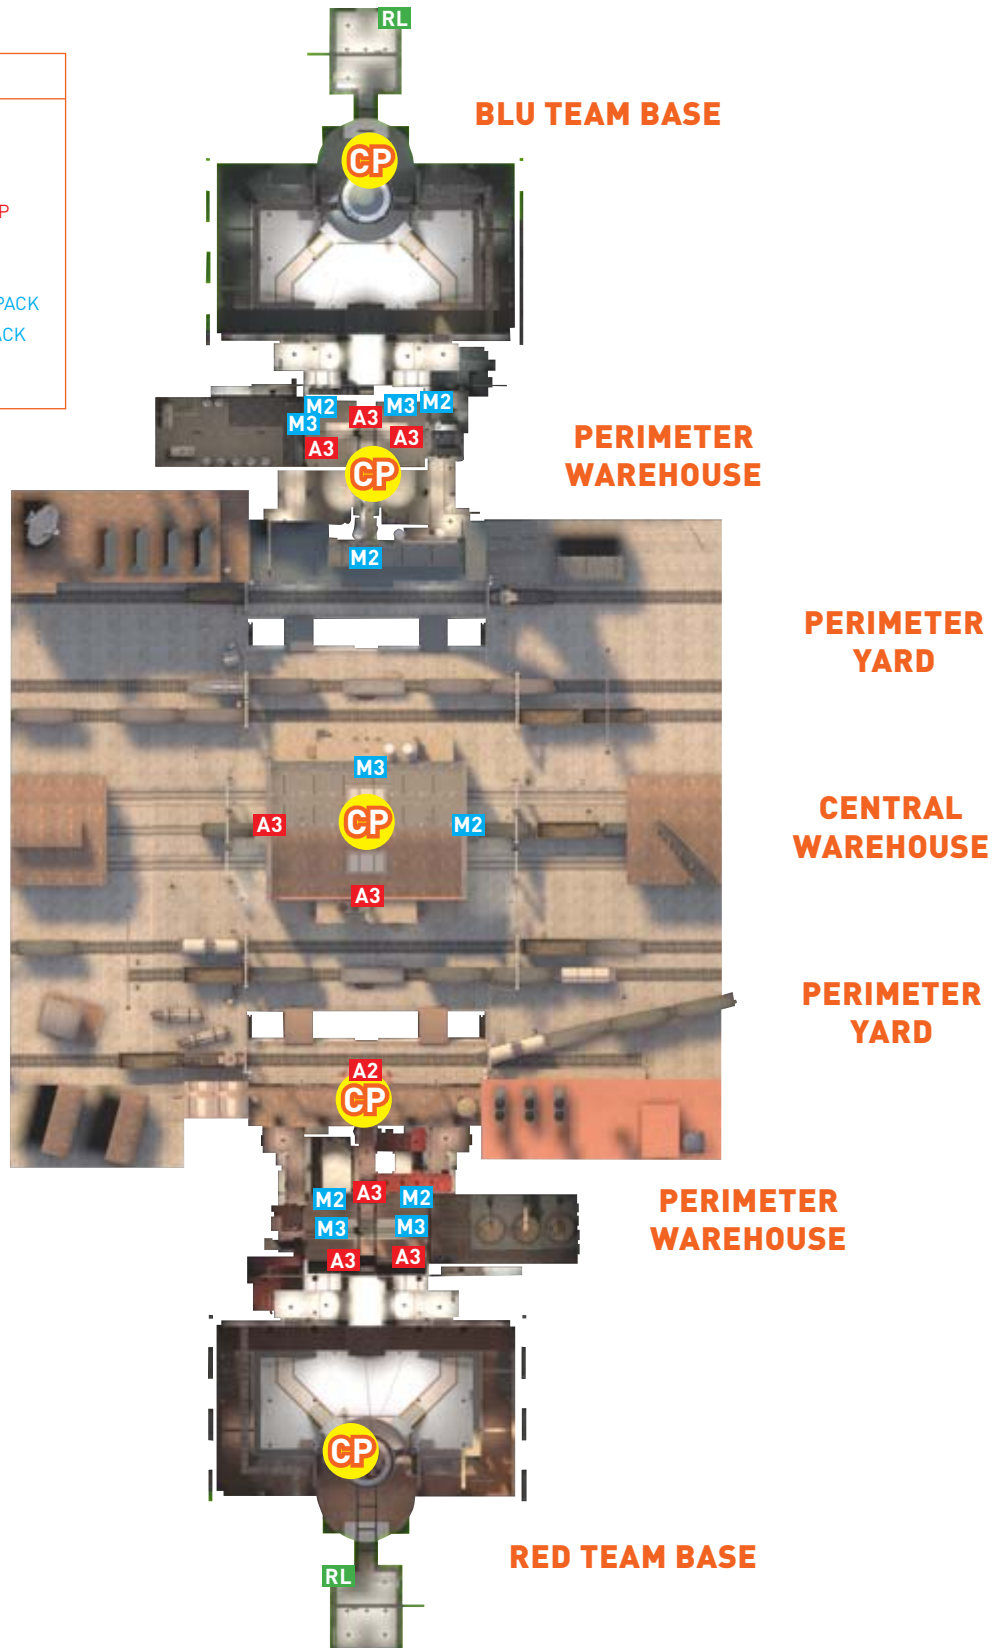 RL
BLU TEAM BASE
CP
P
PACK
ACK
M2 M3 M2
M3 A3
A3 A3
PERIMETER
WAREHOUSE
CP
M2
PERIMETER
YARD
M3
A3 CP M2
CENTRAL
WAREHOUSE
A3
PERIMETER
YARD
A2
CP
M2 A3 M2
M3 M3
A3 A3
PERIMETER
WAREHOUSE
CP
RED TEAM BASE
RL